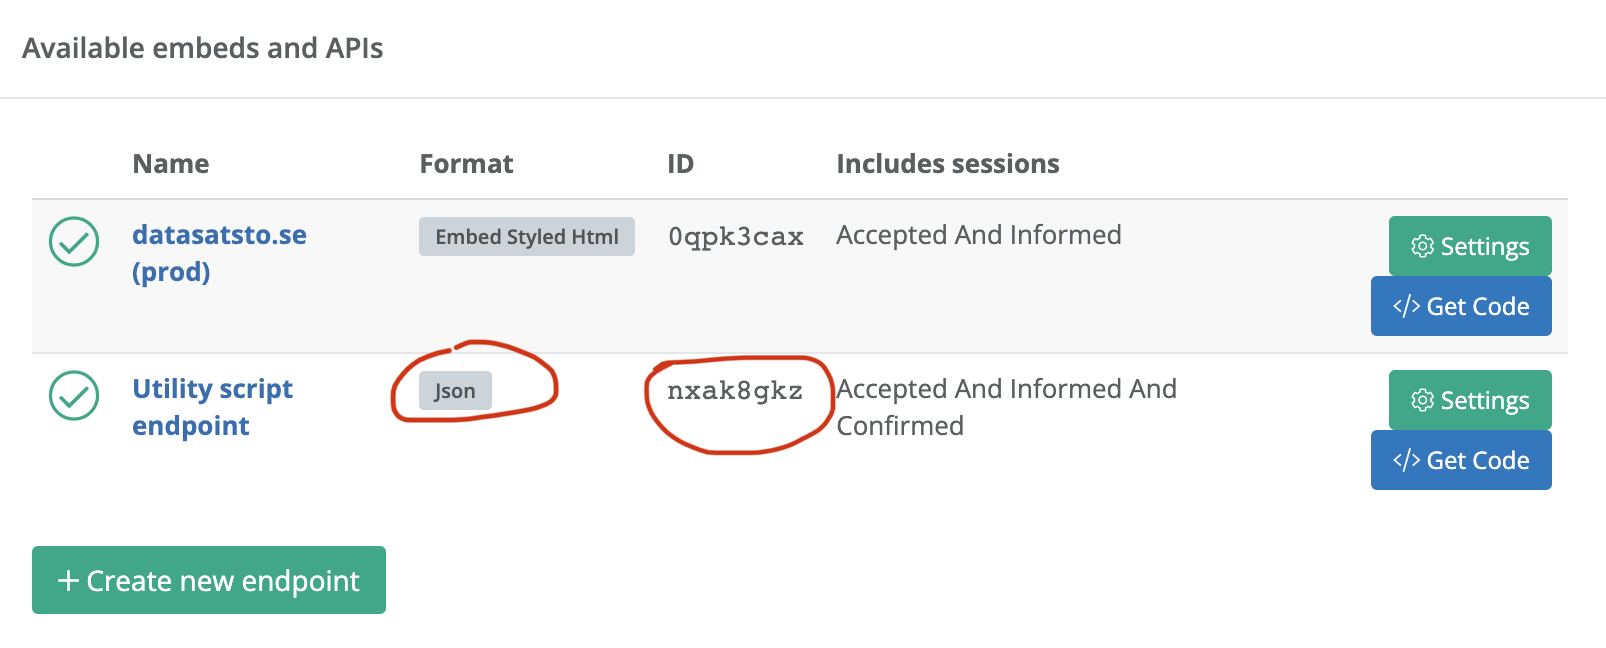 Available embeds and APIs
Name Format ID Includes sessions
datasatsto.se Embed Styled Html 0qpk3cax Accepted And Informed Settings
(prod) </> Get Code
Utility script Json nxak8gkz Accepted And Informed And Settings
endpoint Confirmed </> Get Code
+ Create new endpoint